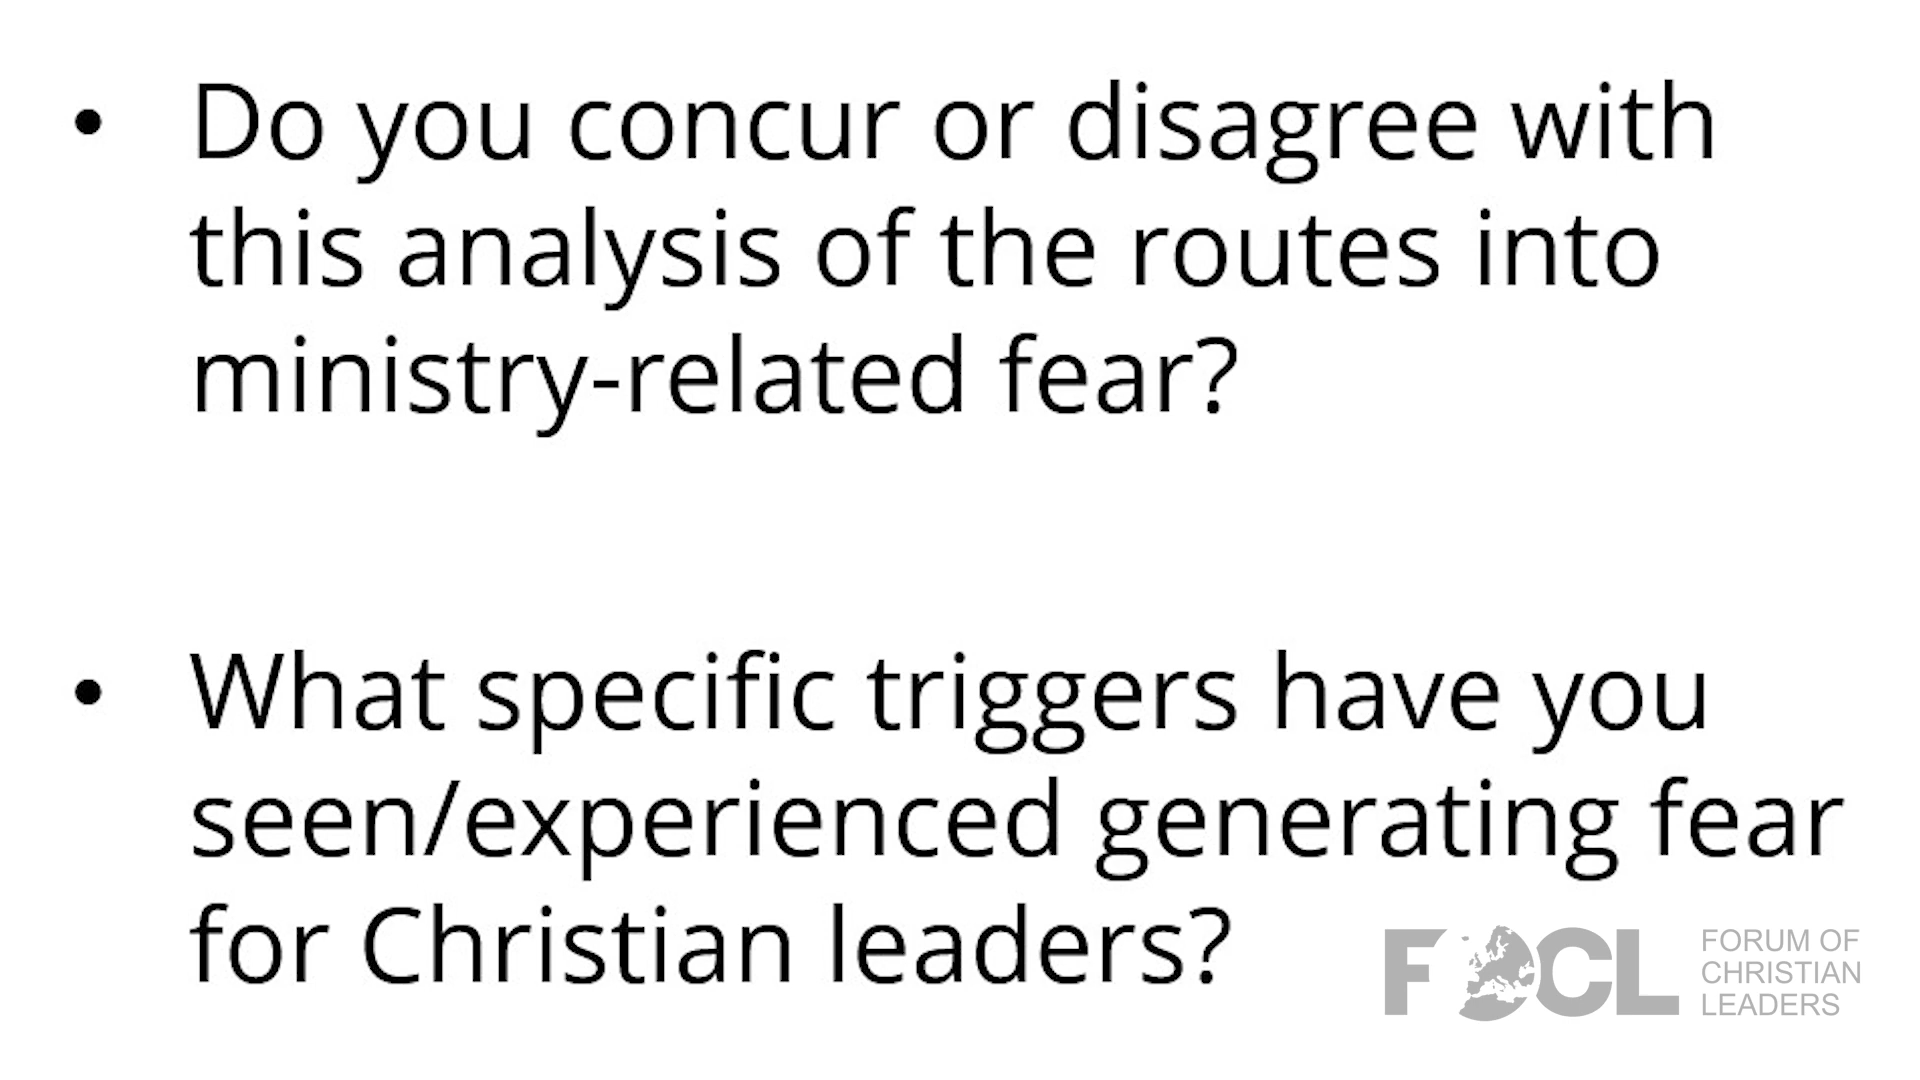 • Do you concur or disagree with
this analysis of the routes into
ministry-related fear?
• What specific triggers have you
seen/experienced generating fear
for Christian leaders?
FOCL
FORUM OF
CHRISTIAN
LEADERS